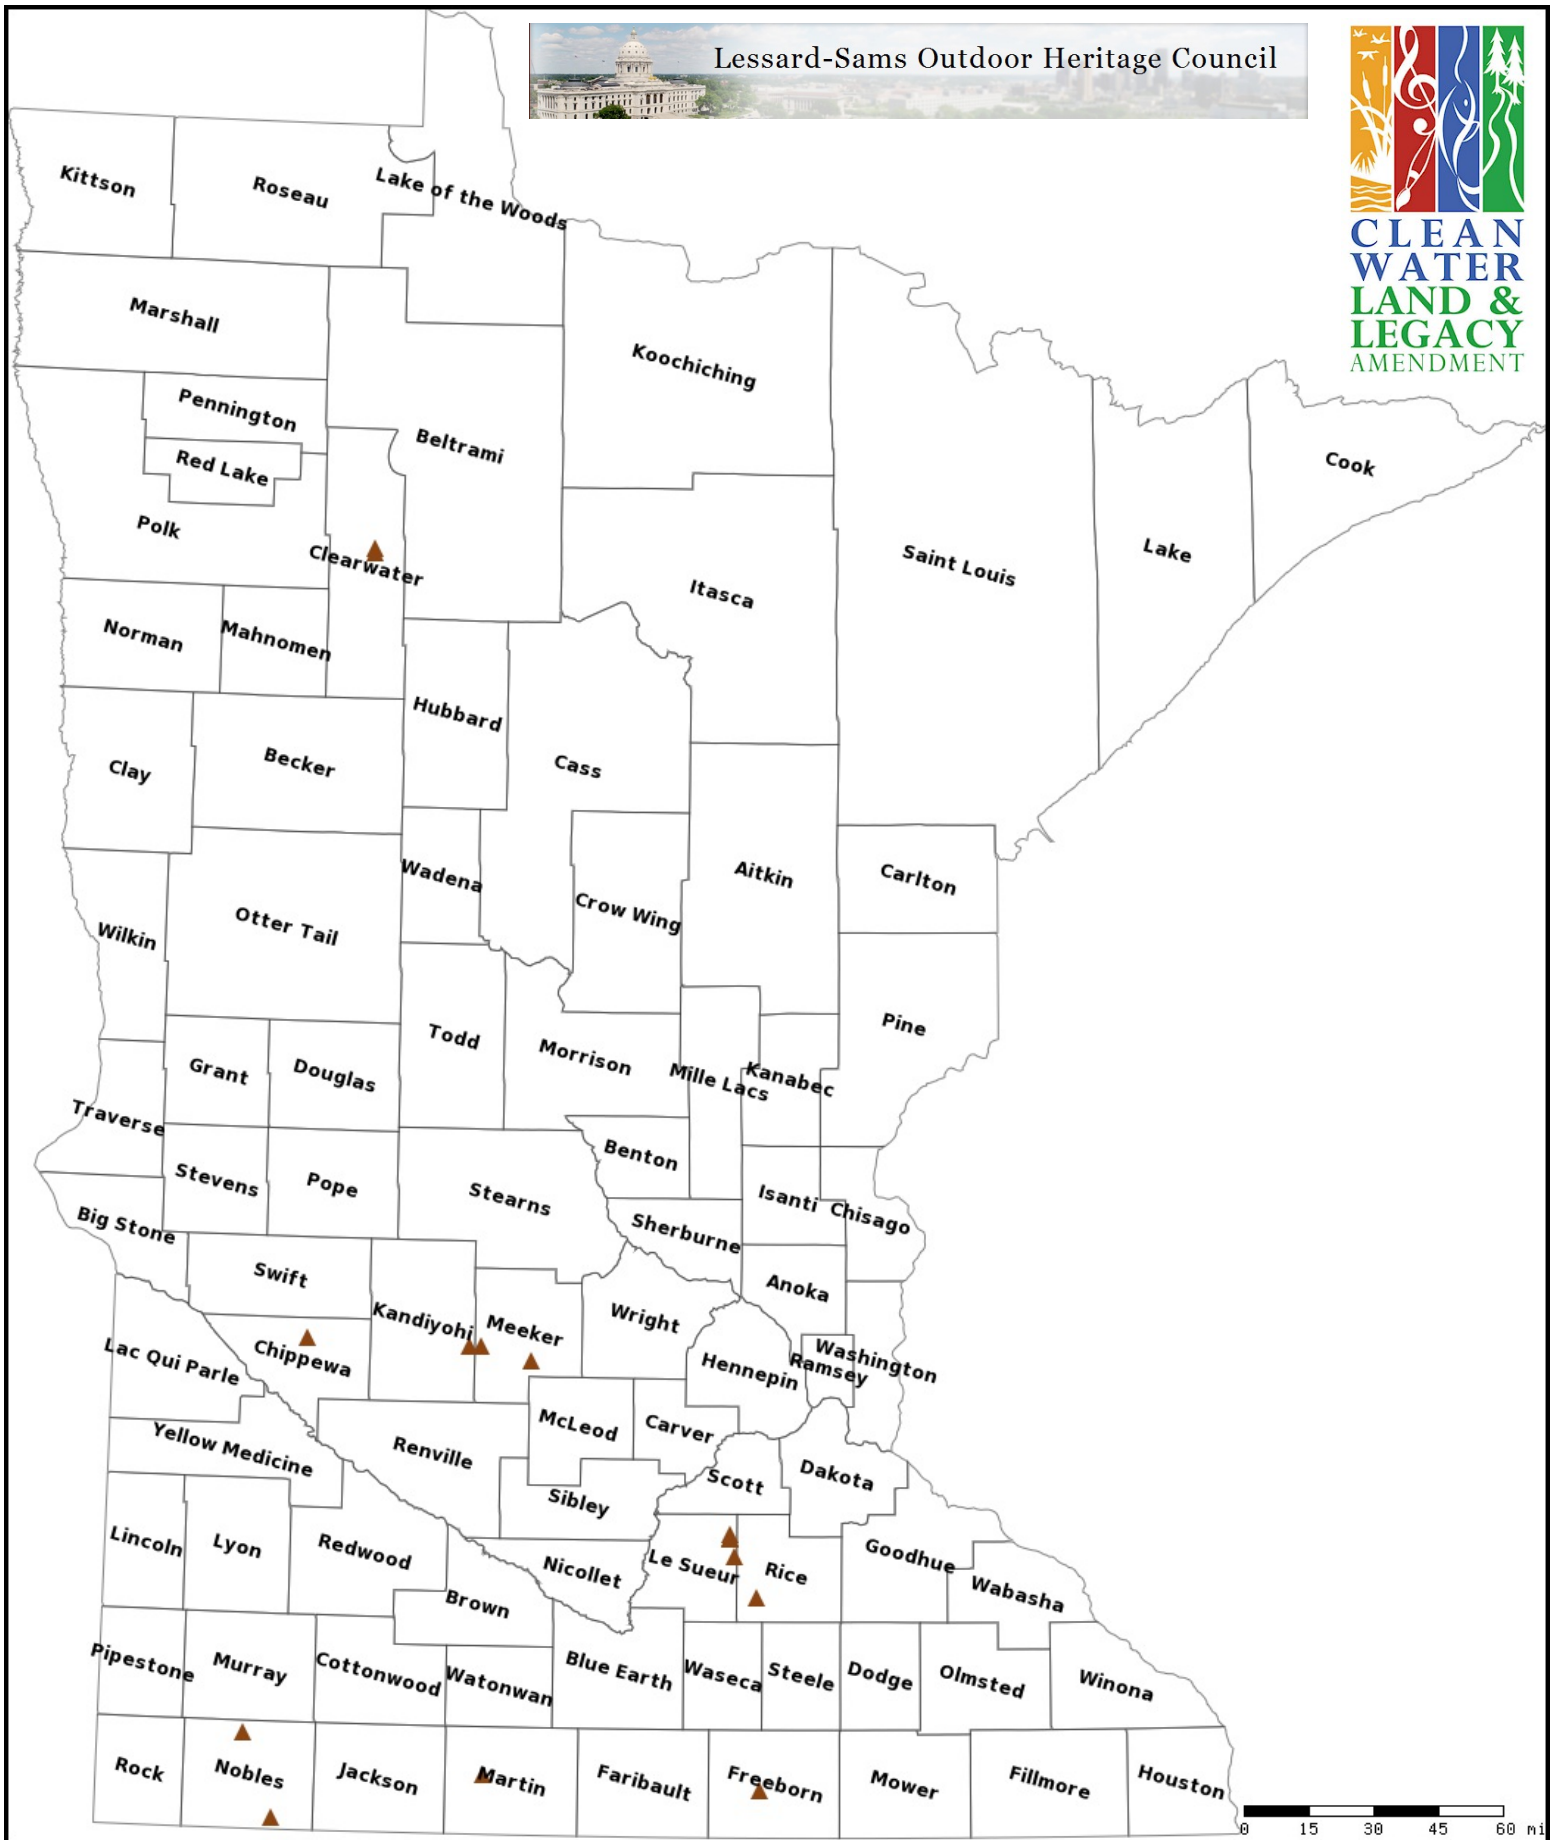 Lessard-Sams Outdoor Heritage Council
CLEAN
WATER
LAND &
LEGACY
AMENDMENT
Kittson
Roseau
Lake of the Woods
Marshall
Koochiching
Pennington
Beltrami
Red Lake
Cook
Polk
Clearwater
Saint Louis
Lake
Itasca
Norman
Mahnomen
Hubbard
Clay
Becker
Cass
Wadena
Aitkin
Carlton
Otter Tail
Crow Wing
Wilkin
Todd
Pine
Grant
Douglas
Morrison
Mille Lacs
Kanabec
Traverse
Benton
Stevens
Pope
Stearns
Isanti
Chisago
Big Stone
Sherburne
Swift
Anoka
Kandiyohi
Meeker
Wright
Lac Qui Parle
Chippewa
Hennepin
Ramsey
Washington
Yellow Medicine
Renville
McLeod
Carver
Scott
Dakota
Sibley
Lincoln
Lyon
Redwood
Nicollet
Le Sueur
Rice
Goodhue
Wabasha
Brown
Pipestone
Murray
Cottonwood
Watonwan
Blue Earth
Waseca
Steele
Dodge
Olmsted
Winona
Rock
Nobles
Jackson
Martin
Faribault
Freeborn
Mower
Fillmore
Houston
0 15 30 45 60 mi